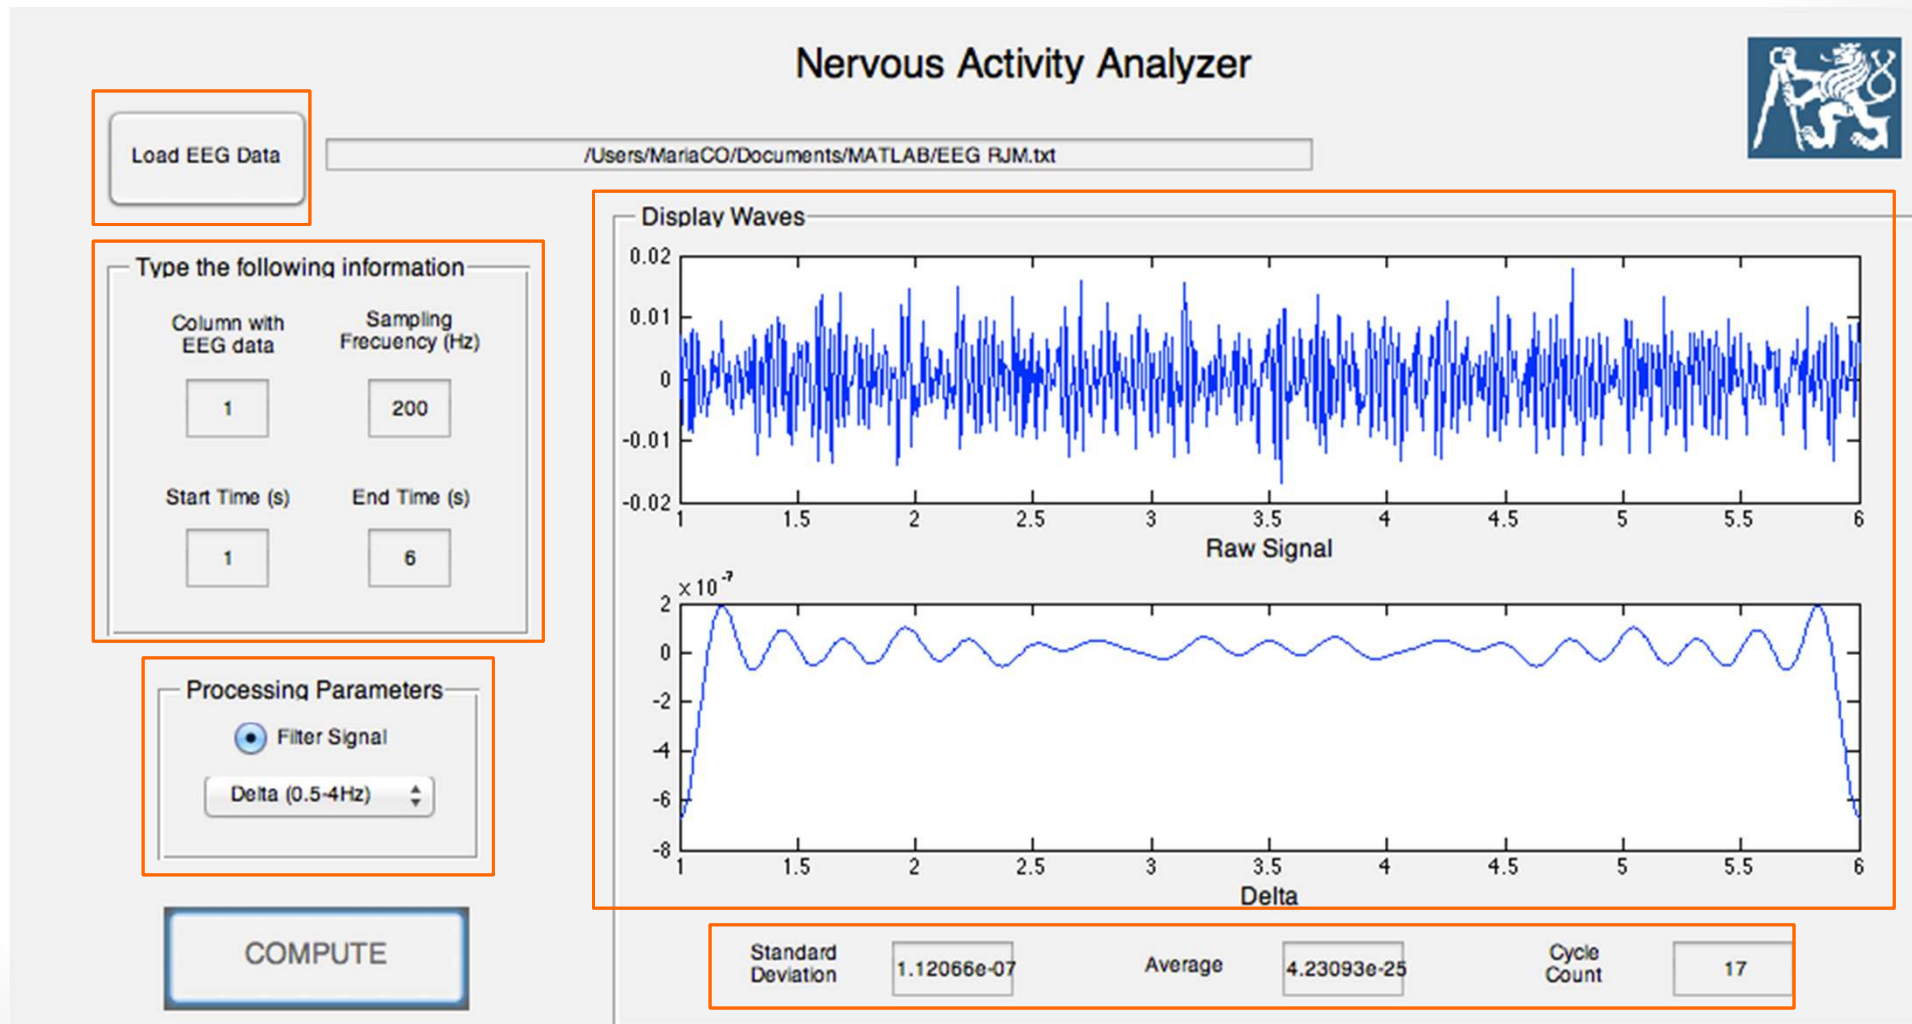 Nervous Activity Analyzer
Load EEG Data
/Users/MariaCO/Documents/MATLAB/EEG RJM.txt
Type the following information
Column with
EEG data
Sampling
Frecuency (Hz)
1
200
Start Time (s)
End Time (s)
1
6
Processing Parameters
Filter Signal
Delta (0.5-4Hz)
COMPUTE
Display Waves
0.02
0.01
0
-0.01
-0.02
1 1.5 2 2.5 3 3.5 4 4.5 5 5.5 6
Raw Signal
x 10 -7
2
0
-2
-4
-6
-8
1 1.5 2 2.5 3 3.5 4 4.5 5 5.5 6
Delta
Standard
Deviation
1.12066e-07
Average
4.23093e-25
Cycle
Count
17